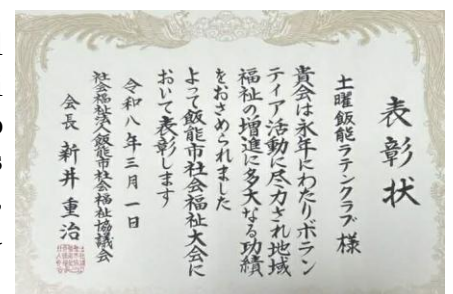 表彰状
土曜飯能ラテンクラブ様
貴会は永年にわたりボラン
ティア活動に尽力され地域
福祉の増進に多大なる功績
をおさめられました
よって飯能市社会福祉大会に
おいて表彰します
令和八年三月一日
社会福祉法人飯能市社会福祉協議会
会長 新井重治